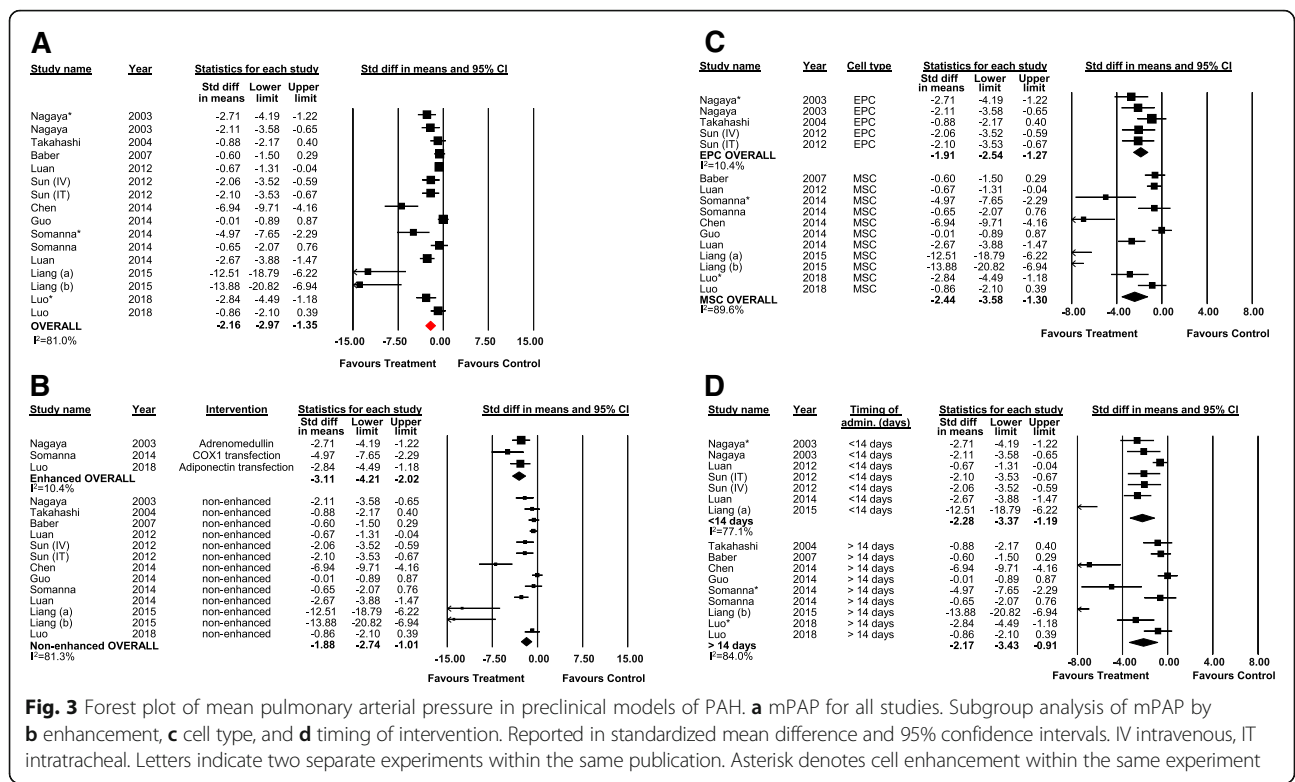 A
Study name Year Statistics for each study Std diff in means and 95% CI
Std diff in means Lower limit Upper limit
Nagaya* 2003 -2.71 -4.19 -1.22
Nagaya 2003 -2.11 -3.58 -0.65
Takahashi 2004 -0.88 -2.17 0.40
Baber 2007 -0.60 -1.50 0.29
Luan 2012 -0.67 -1.31 -0.04
Sun (IV) 2012 -2.06 -3.52 -0.59
Sun (IT) 2012 -2.10 -3.53 -0.67
Chen 2014 -6.94 -9.71 -4.16
Guo 2014 -0.01 -0.89 0.87
Somanna* 2014 -4.97 -7.65 -2.29
Somanna 2014 -0.65 -2.07 0.76
Luan 2014 -2.67 -3.88 -1.47
Liang (a) 2015 -12.51 -18.79 -6.22
Liang (b) 2015 -13.88 -20.82 -6.94
Luo* 2018 -2.84 -4.49 -1.18
Luo 2018 -0.86 -2.10 0.39
OVERALL -2.16 -2.97 -1.35
I²=81.0%
-15.00 -7.50 0.00 7.50 15.00
Favours Treatment Favours Control
B
Study name Year Intervention Statistics for each study Std diff in means and 95% CI
Std diff in means Lower limit Upper limit
Nagaya 2003 Adrenomedullin -2.71 -4.19 -1.22
Somanna 2014 COX1 transfection -4.97 -7.65 -2.29
Luo 2018 Adiponectin transfection -2.84 -4.49 -1.18
Enhanced OVERALL -3.11 -4.21 -2.02
I²=10.4%
Nagaya 2003 non-enhanced -2.11 -3.58 -0.65
Takahashi 2004 non-enhanced -0.88 -2.17 0.40
Baber 2007 non-enhanced -0.60 -1.50 0.29
Luan 2012 non-enhanced -0.67 -1.31 -0.04
Sun (IV) 2012 non-enhanced -2.06 -3.52 -0.59
Sun (IT) 2012 non-enhanced -2.10 -3.53 -0.67
Chen 2014 non-enhanced -6.94 -9.71 -4.16
Guo 2014 non-enhanced -0.01 -0.89 0.87
Somanna 2014 non-enhanced -0.65 -2.07 0.76
Luan 2014 non-enhanced -2.67 -3.88 -1.47
Liang (a) 2015 non-enhanced -12.51 -18.79 -6.22
Liang (b) 2015 non-enhanced -13.88 -20.82 -6.94
Luo 2018 non-enhanced -0.86 -2.10 0.39
Non-enhanced OVERALL -1.88 -2.74 -1.01
I²=81.3%
-15.00 -7.50 0.00 7.50 15.00
Favours Treatment Favours Control
C
Study name Year Cell type Statistics for each study Std diff in means and 95% CI
Std diff in means Lower limit Upper limit
Nagaya* 2003 EPC -2.71 -4.19 -1.22
Nagaya 2003 EPC -2.11 -3.58 -0.65
Takahashi 2004 EPC -0.88 -2.17 0.40
Sun (IV) 2012 EPC -2.06 -3.52 -0.59
Sun (IT) 2012 EPC -2.10 -3.53 -0.67
EPC OVERALL -1.91 -2.54 -1.27
I²=10.4%
Baber 2007 MSC -0.60 -1.50 0.29
Luan 2012 MSC -0.67 -1.31 -0.04
Somanna* 2014 MSC -4.97 -7.65 -2.29
Somanna 2014 MSC -0.65 -2.07 0.76
Chen 2014 MSC -6.94 -9.71 -4.16
Guo 2014 MSC -0.01 -0.89 0.87
Luan 2014 MSC -2.67 -3.88 -1.47
Liang (a) 2015 MSC -12.51 -18.79 -6.22
Liang (b) 2015 MSC -13.88 -20.82 -6.94
Luo* 2018 MSC -2.84 -4.49 -1.18
Luo 2018 MSC -0.86 -2.10 0.39
MSC OVERALL -2.44 -3.58 -1.30
I²=89.6%
-8.00 -4.00 0.00 4.00 8.00
Favours Treatment Favours Control
D
Study name Year Timing of admin. (days) Statistics for each study Std diff in means and 95% CI
Std diff in means Lower limit Upper limit
Nagaya* 2003 <14 days -2.71 -4.19 -1.22
Nagaya 2003 <14 days -2.11 -3.58 -0.65
Luan 2012 <14 days -0.67 -1.31 -0.04
Sun (IT) 2012 <14 days -2.10 -3.53 -0.67
Sun (IV) 2012 <14 days -2.06 -3.52 -0.59
Luan 2014 <14 days -2.67 -3.88 -1.47
Liang (a) 2015 <14 days -12.51 -18.79 -6.22
<14 days -2.28 -3.37 -1.19
I²=77.1%
Takahashi 2004 > 14 days -0.88 -2.17 0.40
Baber 2007 > 14 days -0.60 -1.50 0.29
Chen 2014 > 14 days -6.94 -9.71 -4.16
Guo 2014 > 14 days -0.01 -0.89 0.87
Somanna* 2014 > 14 days -4.97 -7.65 -2.29
Somanna 2014 > 14 days -0.65 -2.07 0.76
Liang (b) 2015 > 14 days -13.88 -20.82 -6.94
Luo* 2018 > 14 days -2.84 -4.49 -1.18
Luo 2018 > 14 days -0.86 -2.10 0.39
> 14 days -2.17 -3.43 -0.91
I²=84.0%
-8.00 -4.00 0.00 4.00 8.00
Favours Treatment Favours Control
Fig. 3 Forest plot of mean pulmonary arterial pressure in preclinical models of PAH. a mPAP for all studies. Subgroup analysis of mPAP by
b enhancement, c cell type, and d timing of intervention. Reported in standardized mean difference and 95% confidence intervals. IV intravenous, IT
intratracheal. Letters indicate two separate experiments within the same publication. Asterisk denotes cell enhancement within the same experiment